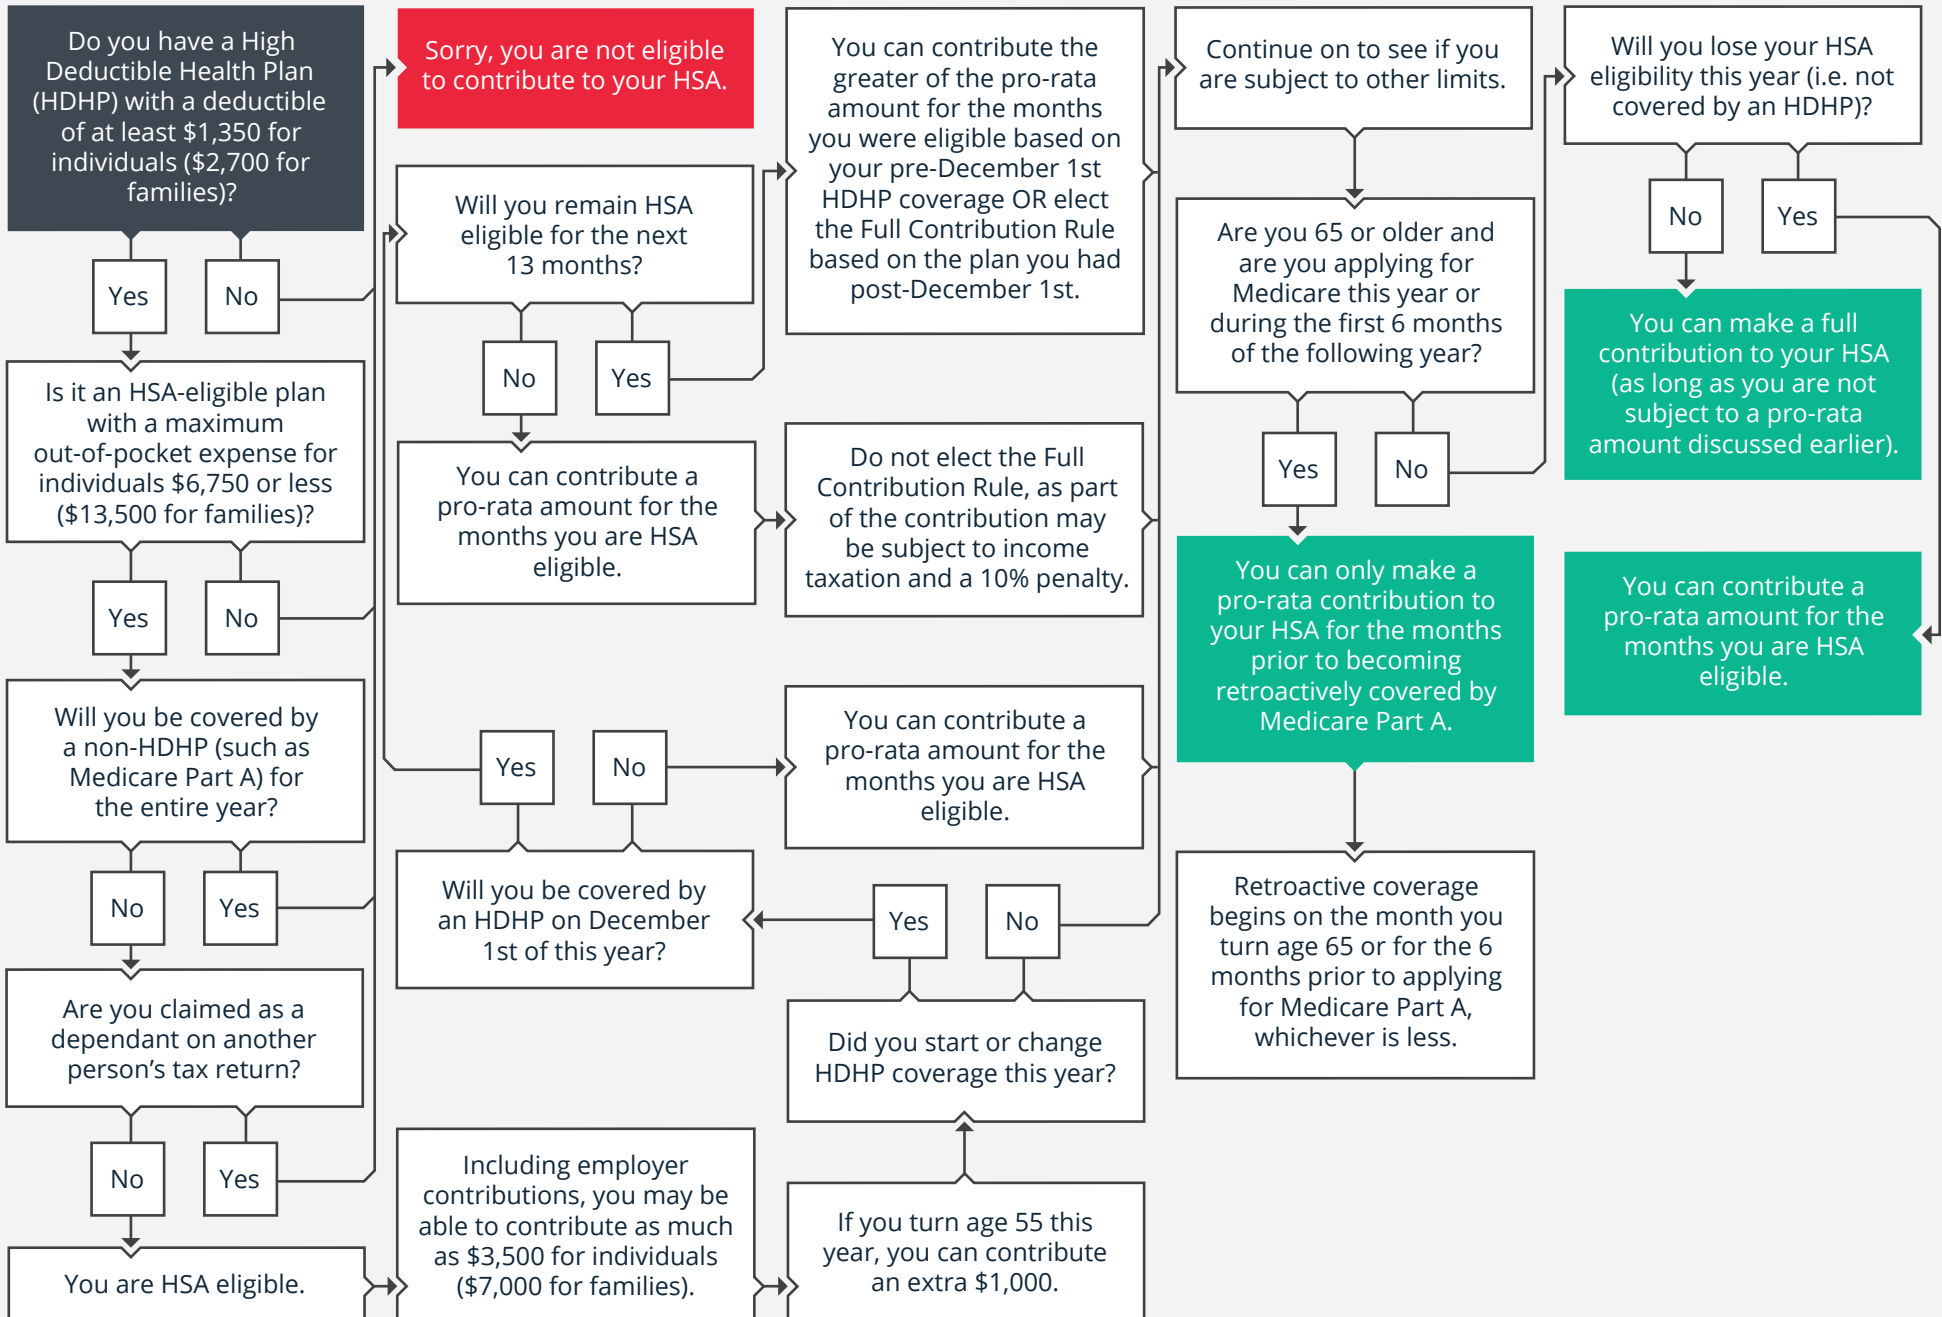 Do you have a High
Deductible Health Plan
(HDHP) with a deductible
of at least $1,350 for
individuals ($2,700 for
families)?
Yes
No
Is it an HSA-eligible plan
with a maximum
out-of-pocket expense for
individuals $6,750 or less
($13,500 for families)?
Yes
No
Will you be covered by
a non-HDHP (such as
Medicare Part A) for
the entire year?
No
Yes
Are you claimed as a
dependant on another
person's tax return?
No
Yes
You are HSA eligible.
Sorry, you are not eligible
to contribute to your HSA.
Will you remain HSA
eligible for the next
13 months?
No
Yes
You can contribute a
pro-rata amount for the
months you are HSA
eligible.
Yes
No
Will you be covered by
an HDHP on December
1st of this year?
Including employer
contributions, you may be
able to contribute as much
as $3,500 for individuals
($7,000 for families).
You can contribute the
greater of the pro-rata
amount for the months
you were eligible based on
your pre-December 1st
HDHP coverage OR elect
the Full Contribution Rule
based on the plan you had
post-December 1st.
Do not elect the Full
Contribution Rule, as part
of the contribution may
be subject to income
taxation and a 10% penalty.
You can contribute a
pro-rata amount for the
months you are HSA
eligible.
Yes
No
Did you start or change
HDHP coverage this year?
If you turn age 55 this
year, you can contribute
an extra $1,000.
Continue on to see if you
are subject to other limits.
Are you 65 or older and
are you applying for
Medicare this year or
during the first 6 months
of the following year?
Yes
No
You can only make a
pro-rata contribution to
your HSA for the months
prior to becoming
retroactively covered by
Medicare Part A.
Retroactive coverage
begins on the month you
turn age 65 or for the 6
months prior to applying
for Medicare Part A,
whichever is less.
Will you lose your HSA
eligibility this year (i.e. not
covered by an HDHP)?
No
Yes
You can make a full
contribution to your HSA
(as long as you are not
subject to a pro-rata
amount discussed earlier).
You can contribute a
pro-rata amount for the
months you are HSA
eligible.